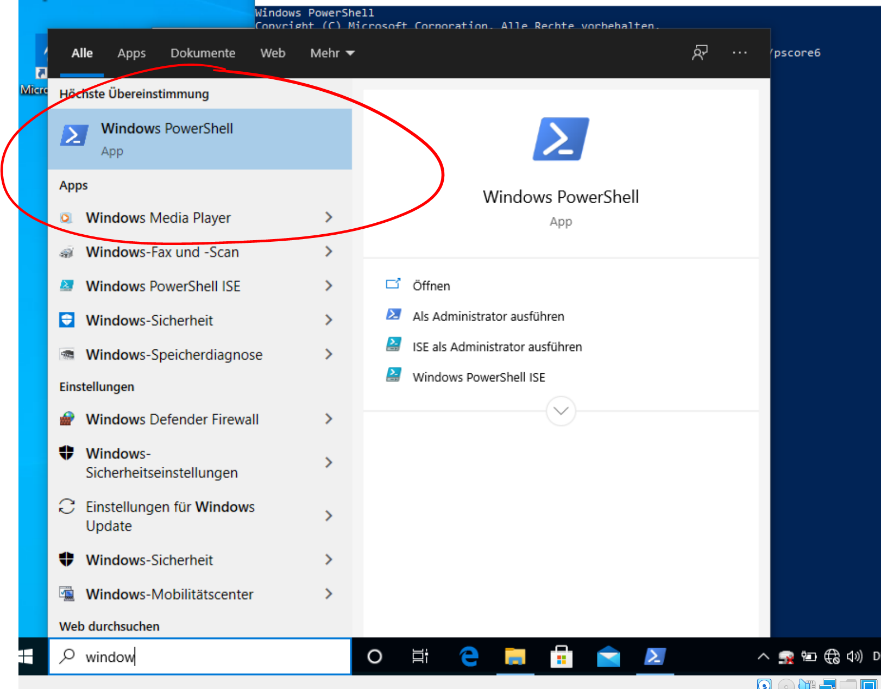 Windows PowerShell
Copyright (C) Microsoft Corporation. Alle Rechte vorbehalten.
/pscore6
Alle Apps Dokumente Web Mehr
Höchste Übereinstimmung
Windows PowerShell
App
Apps
Windows Media Player
Windows-Fax und -Scan
Windows PowerShell ISE
Windows-Sicherheit
Windows-Speicherdiagnose
Einstellungen
Windows Defender Firewall
Windows-
Sicherheitseinstellungen
Einstellungen für Windows
Update
Windows-Sicherheit
Windows-Mobilitätscenter
Web durchsuchen
window
Windows PowerShell
App
Öffnen
Als Administrator ausführen
ISE als Administrator ausführen
Windows PowerShell ISE